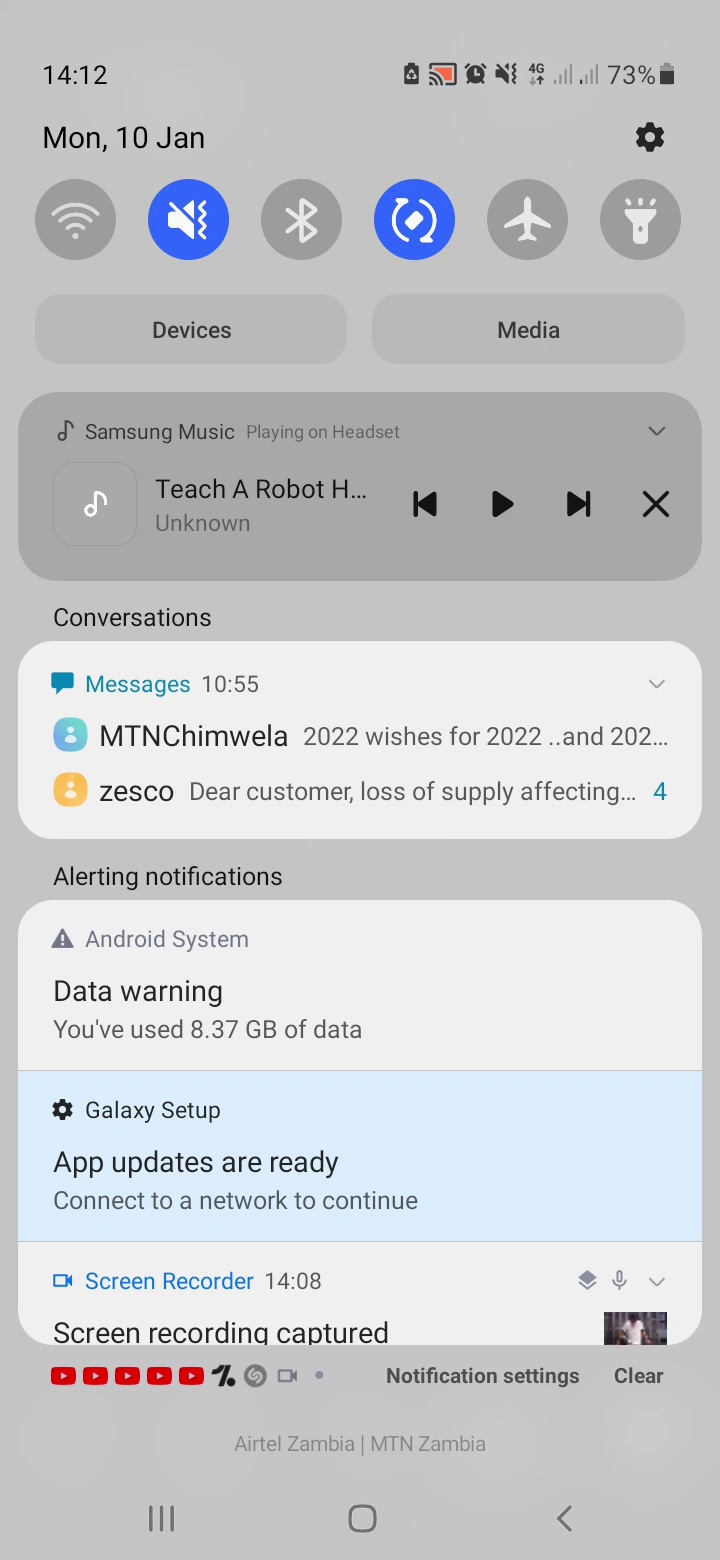 14:12
4G
73%
Mon, 10 Jan
Devices
Media
Samsung Music Playing on Headset
Teach A Robot H...
Unknown
Conversations
Messages 10:55
MTNChimwela 2022 wishes for 2022 ..and 202...
zesco Dear customer, loss of supply affecting... 4
Alerting notifications
Android System
Data warning
You've used 8.37 GB of data
Galaxy Setup
App updates are ready
Connect to a network to continue
Screen Recorder 14:08
Screen recording captured
Notification settings Clear
Airtel Zambia | MTN Zambia